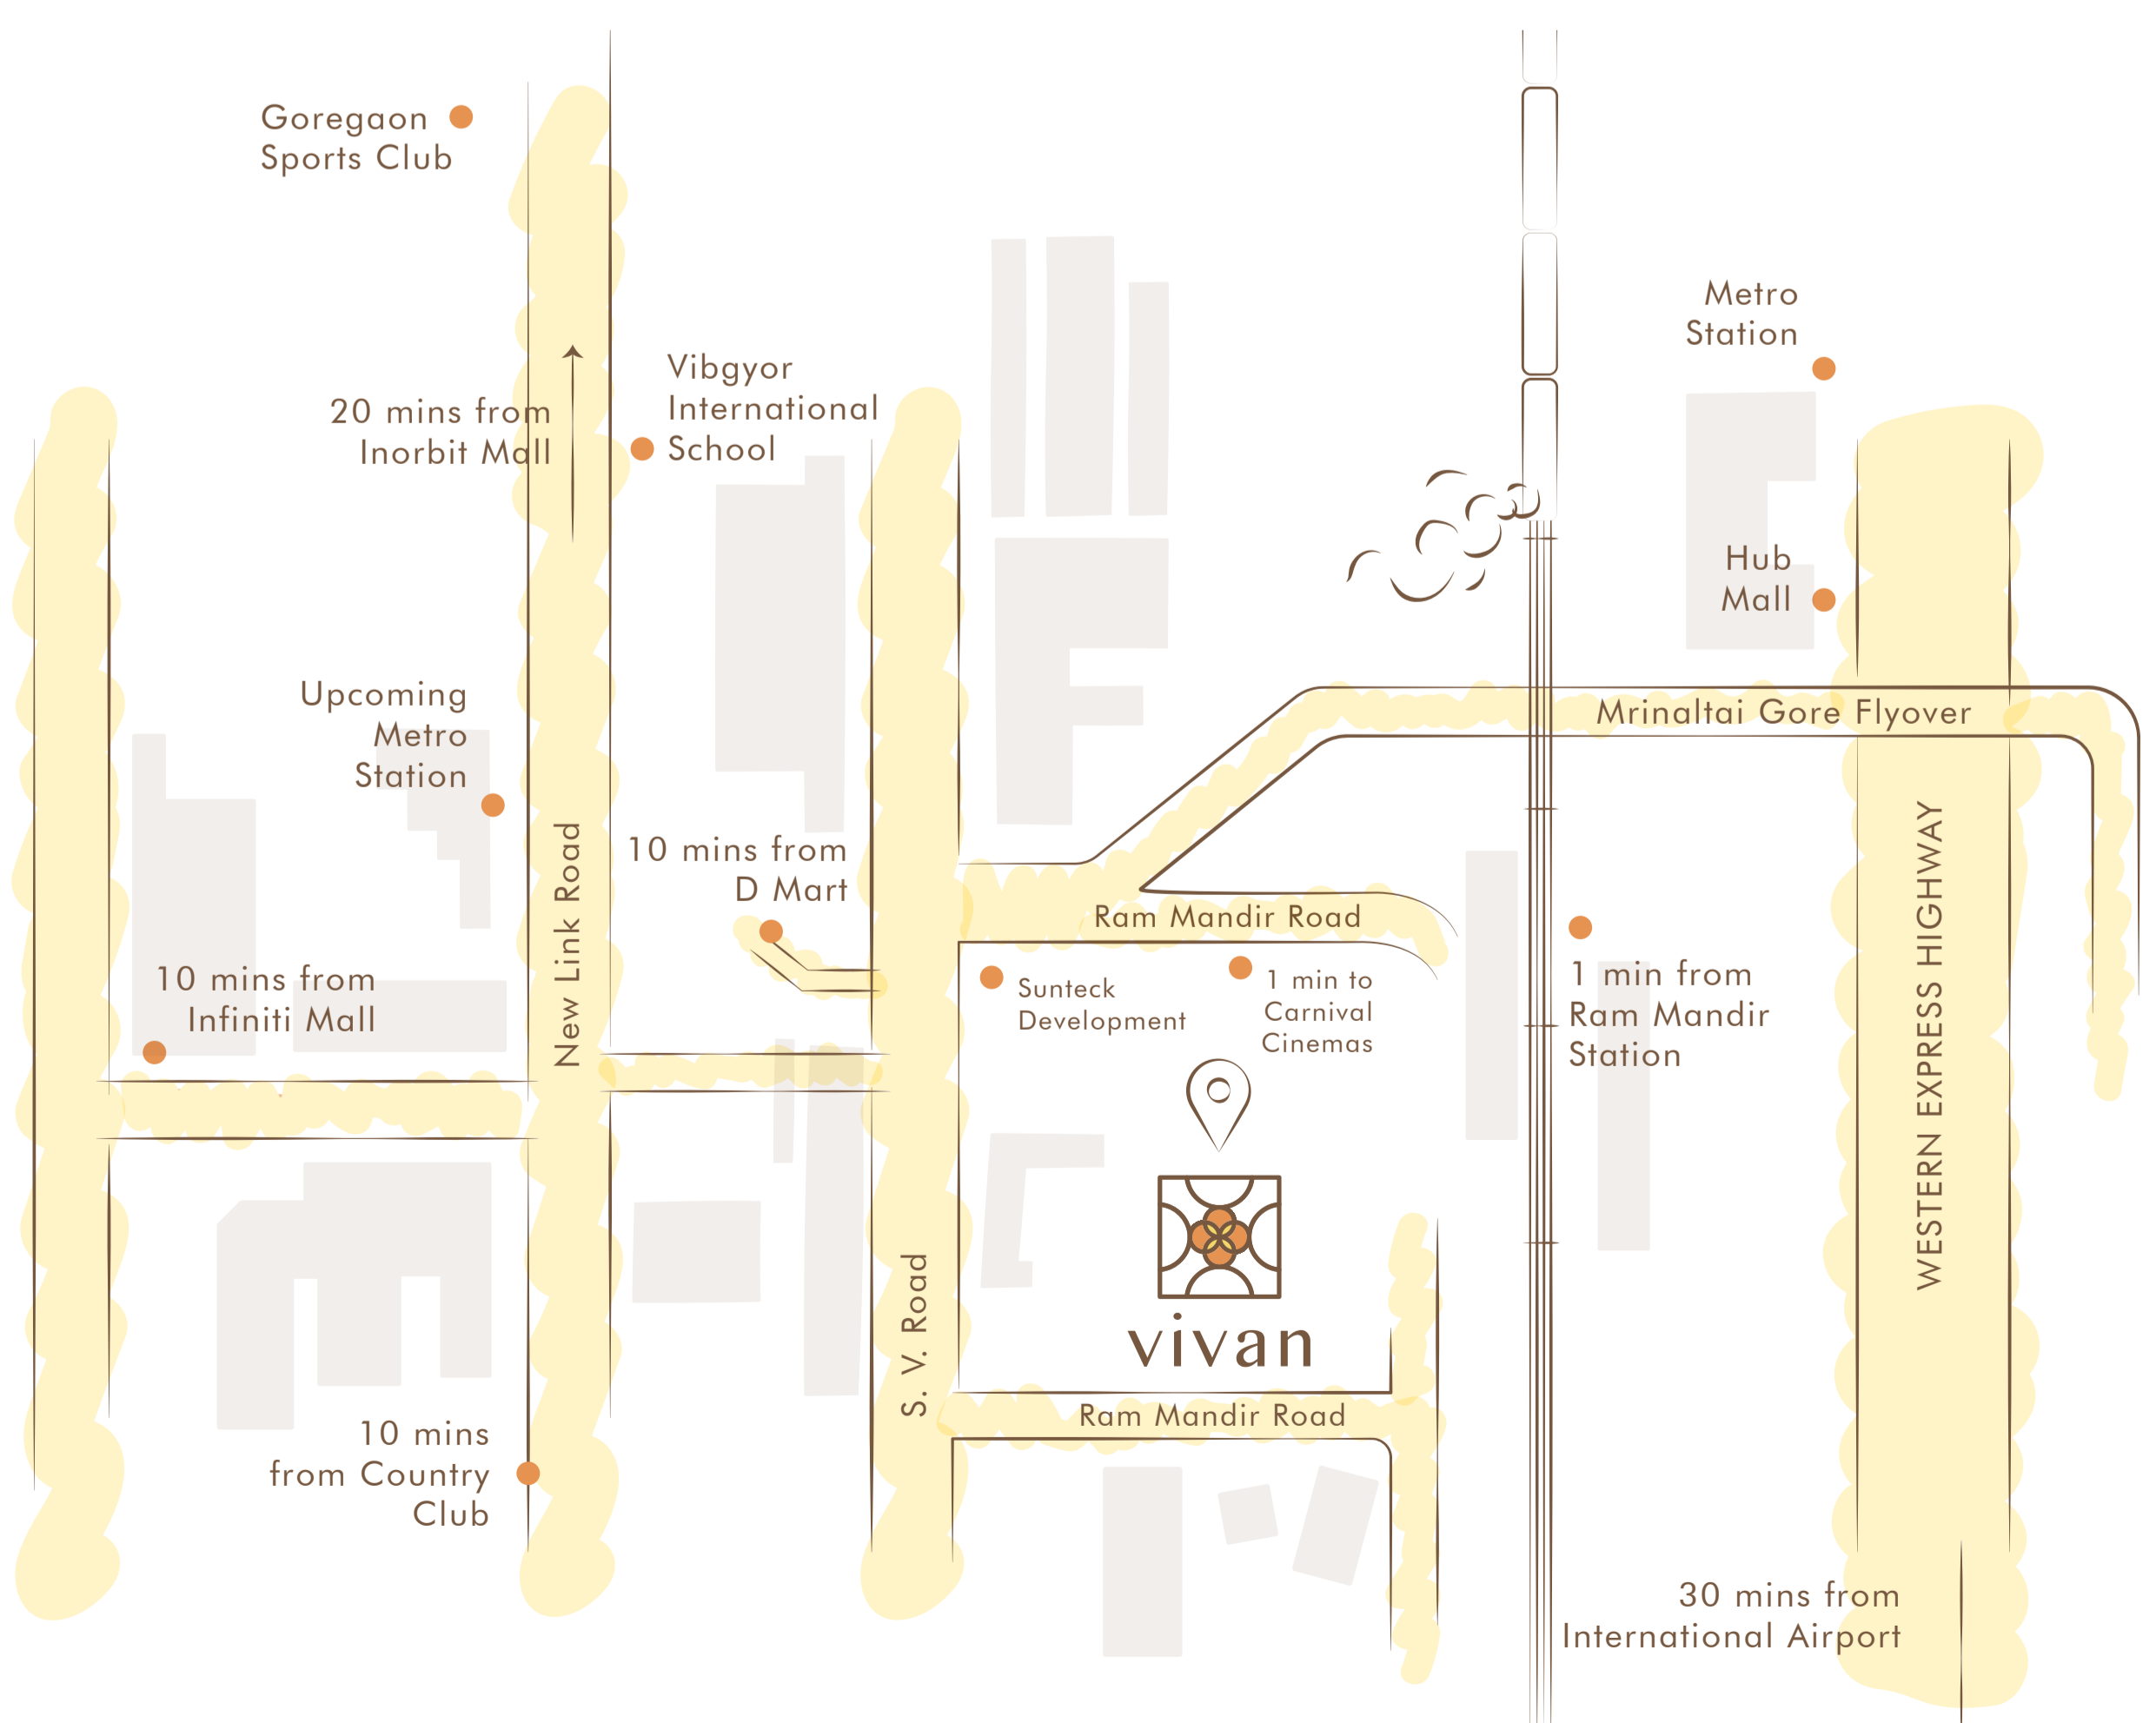 Goregaon
Sports Club
Metro
Station
Vibgyor
International
School
20 mins from
Inorbit Mall
Hub
Mall
Upcoming
Metro
Station
Mrinaltai Gore Flyover
10 mins from
D Mart
New Link Road
Ram Mandir Road
WESTERN EXPRESS HIGHWAY
10 mins from
Infiniti Mall
Sunteck
Development
1 min to
Carnival
Cinemas
1 min from
Ram Mandir
Station
S. V. Road
vivan
Ram Mandir Road
10 mins
from Country
Club
30 mins from
International Airport